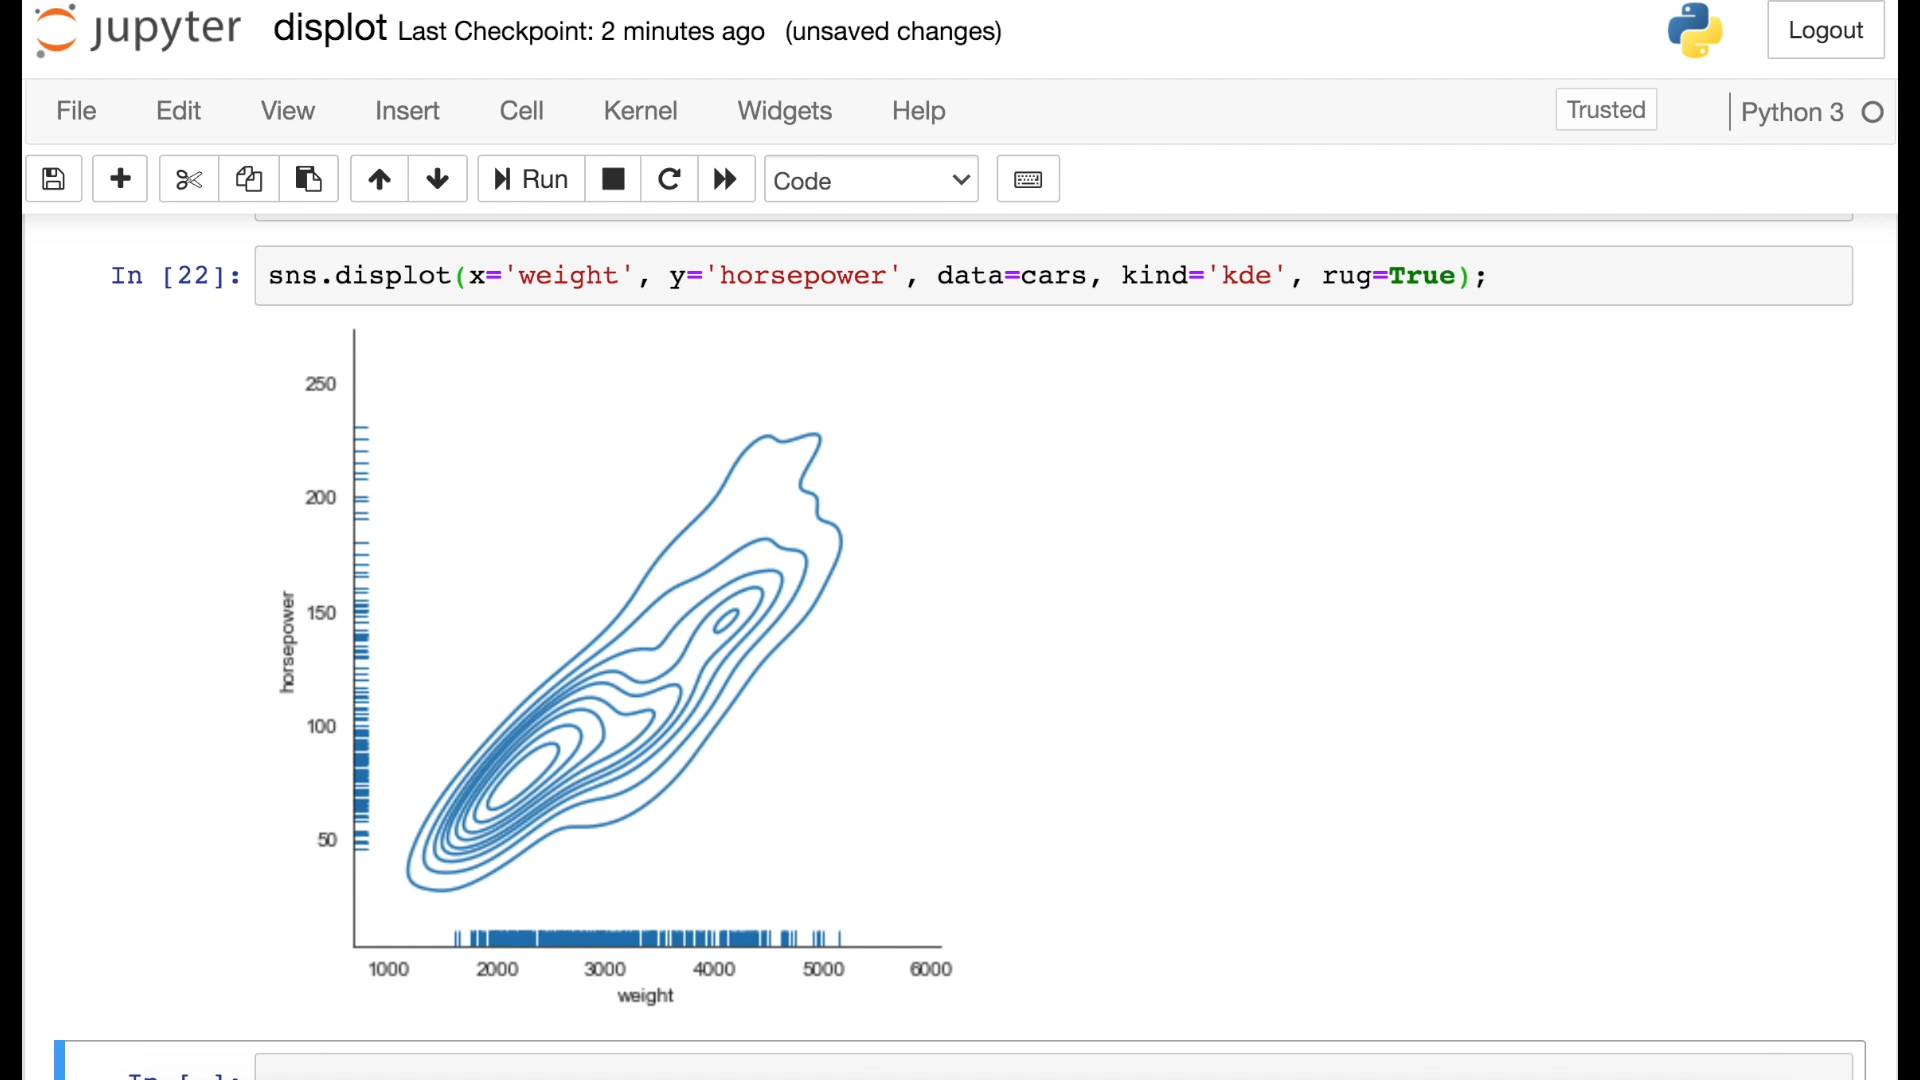 jupyter displot Last Checkpoint: 2 minutes ago (unsaved changes)
Logout
File Edit View Insert Cell Kernel Widgets Help Trusted Python 3
Run Code
In [22]: sns.displot(x='weight', y='horsepower', data=cars, kind='kde', rug=True);
250
200
150
100
50
horsepower
1000 2000 3000 4000 5000 6000
weight
In [ ]: